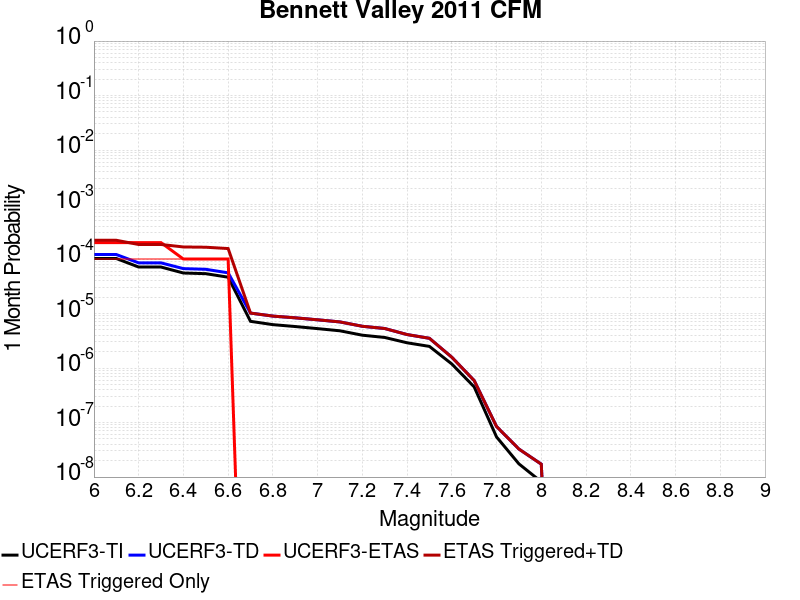 Bennett Valley 2011 CFM
1 Month Probability
10^0
10^-1
10^-2
10^-3
10^-4
10^-5
10^-6
10^-7
10^-8
6 6.2 6.4 6.6 6.8 7 7.2 7.4 7.6 7.8 8 8.2 8.4 8.6 8.8 9
Magnitude
UCERF3-TI UCERF3-TD UCERF3-ETAS ETAS Triggered+TD
ETAS Triggered Only